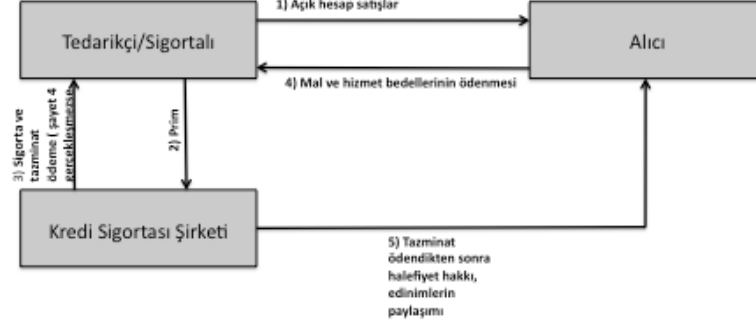 1) Açık hesap satışlar
Tedarikçi/Sigortalı
Alıcı
4) Mal ve hizmet bedellerinin ödenmesi
3) Sigorta ve
tazminat
ödeme ( şayet 4
gerçekleşmezse
2) Prim
Kredi Sigortası Şirketi
5) Tazminat
ödendikten sonra
halefiyet hakkı,
edinimlerin
paylaşımı